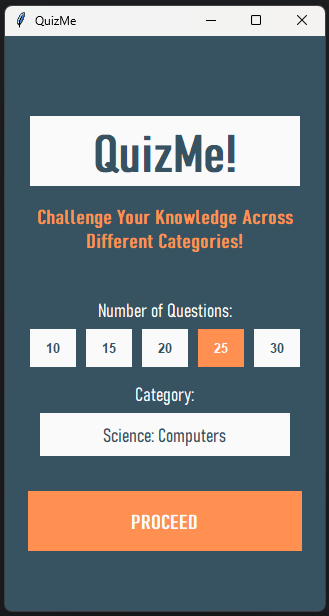 QuizMe
QuizMe!
Challenge Your Knowledge Across
Different Categories!
Number of Questions:
10 15 20 25 30
Category:
Science: Computers
PROCEED